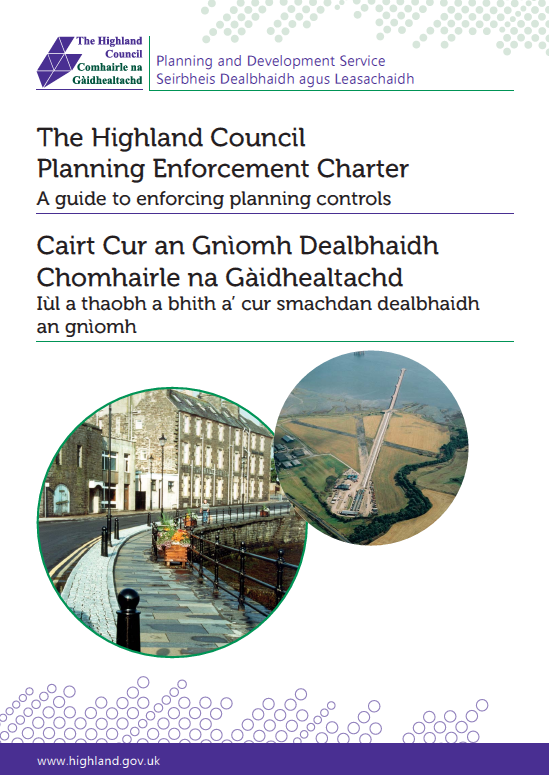 The Highland
Council
Comhairle na
Gàidhealtachd
Planning and Development Service
Seirbheis Dealbhaidh agus Leasachaidh
The Highland Council
Planning Enforcement Charter
A guide to enforcing planning controls
Cairt Cur an Gnìomh Dealbhaidh
Chomhairle na Gàidhealtachd
Iùl a thaobh a bhith a’ cur smachdan dealbhaidh
an gnìomh
www.highland.gov.uk